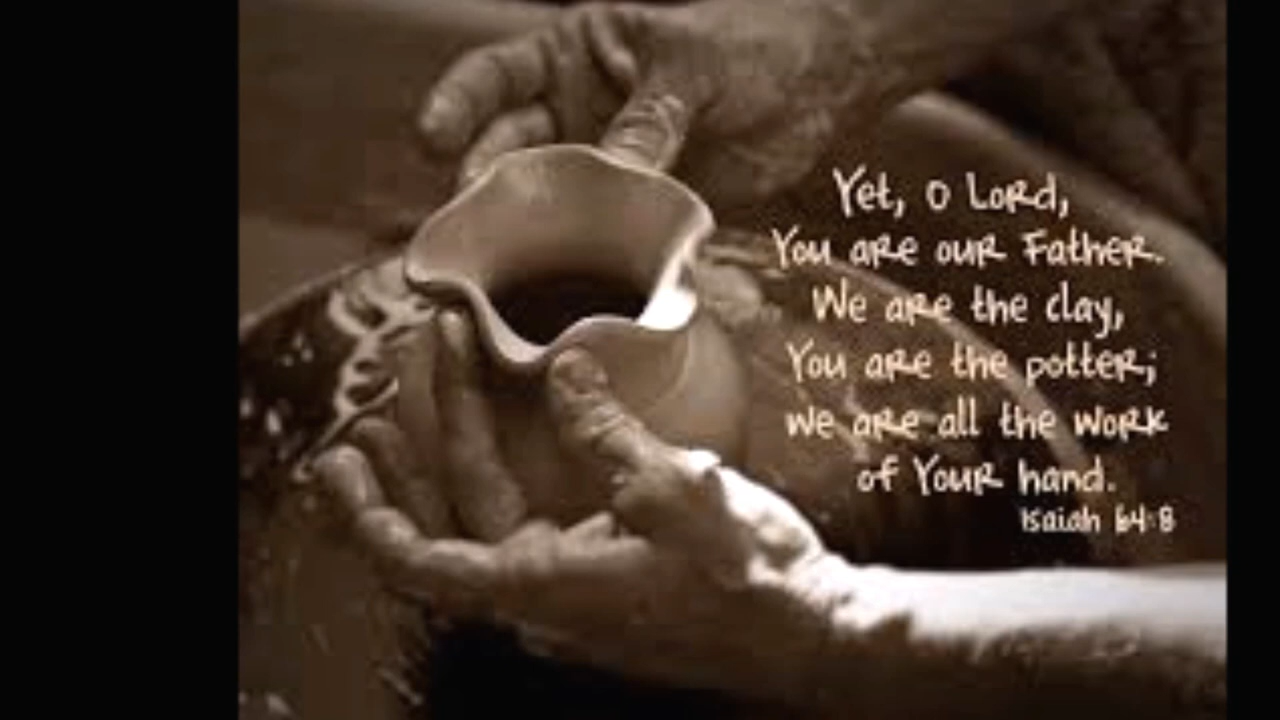 Yet, O Lord,
You are our Father.
We are the clay,
You are the potter;
we are all the work
of Your hand.
Isaiah 64:8